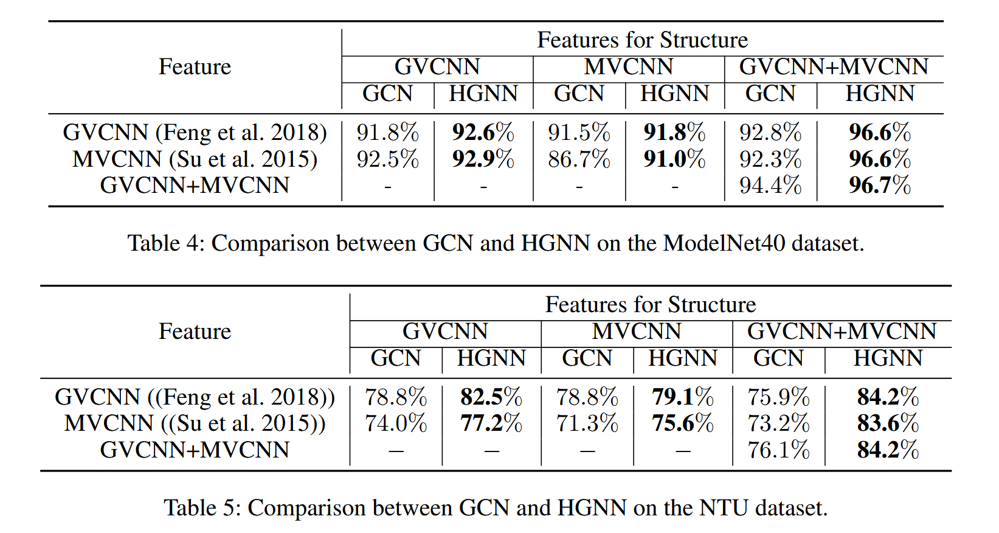 Features for Structure
Feature GVCNN MVCNN GVCNN+MVCNN
GCN HGNN GCN HGNN GCN HGNN
GVCNN (Feng et al. 2018) 91.8% 92.6% 91.5% 91.8% 92.8% 96.6%
MVCNN (Su et al. 2015) 92.5% 92.9% 86.7% 91.0% 92.3% 96.6%
GVCNN+MVCNN - - - - 94.4% 96.7%
Table 4: Comparison between GCN and HGNN on the ModelNet40 dataset.
Features for Structure
Feature GVCNN MVCNN GVCNN+MVCNN
GCN HGNN GCN HGNN GCN HGNN
GVCNN ((Feng et al. 2018)) 78.8% 82.5% 78.8% 79.1% 75.9% 84.2%
MVCNN ((Su et al. 2015)) 74.0% 77.2% 71.3% 75.6% 73.2% 83.6%
GVCNN+MVCNN − − − − 76.1% 84.2%
Table 5: Comparison between GCN and HGNN on the NTU dataset.